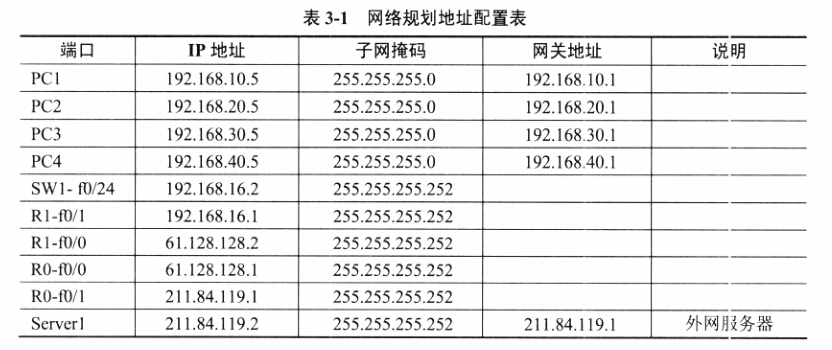 表 3-1 网络规划地址配置表
端口 IP 地址 子网掩码 网关地址 说明
PC1 192.168.10.5 255.255.255.0 192.168.10.1
PC2 192.168.20.5 255.255.255.0 192.168.20.1
PC3 192.168.30.5 255.255.255.0 192.168.30.1
PC4 192.168.40.5 255.255.255.0 192.168.40.1
SW1- f0/24 192.168.16.2 255.255.255.252
R1-f0/1 192.168.16.1 255.255.255.252
R1-f0/0 61.128.128.2 255.255.255.252
R0-f0/0 61.128.128.1 255.255.255.252
R0-f0/1 211.84.119.1 255.255.255.252
Server1 211.84.119.2 255.255.255.252 211.84.119.1 外网服务器